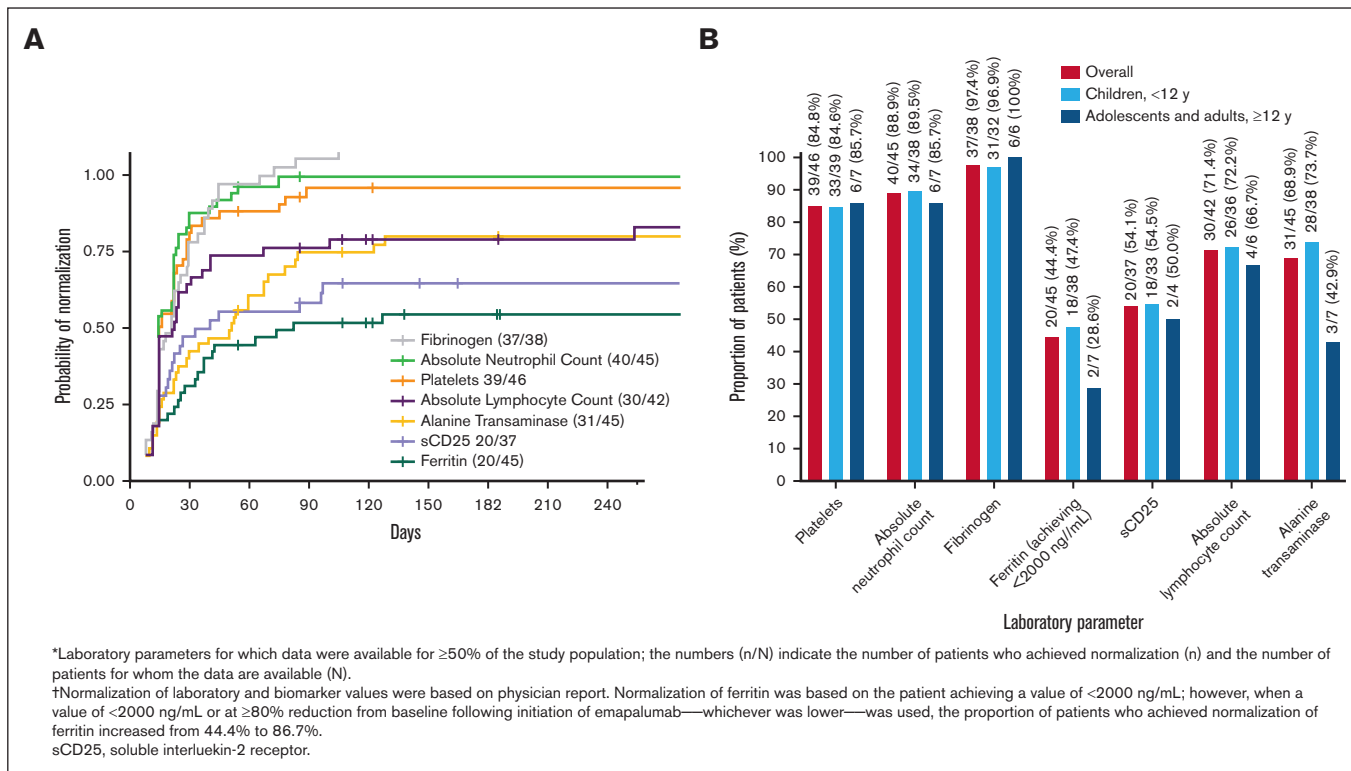 A
Probability of normalization
1.00
0.75
0.50
0.25
0.00
0
30
60
90
120
150
182
210
240
Days
Fibrinogen (37/38)
Absolute Neutrophil Count (40/45)
Platelets 39/46
Absolute Lymphocyte Count (30/42)
Alanine Transaminase (31/45)
sCD25 20/37
Ferritin (20/45)
B
Overall
Children, <12 y
Adolescents and adults, ≥12 y
Proportion of patients (%)
100
90
80
70
60
50
40
30
20
10
0
39/46 (84.8%)
33/39 (84.6%)
6/7 (85.7%)
40/45 (88.9%)
34/38 (89.5%)
6/7 (85.7%)
37/38 (97.4%)
31/32 (96.9%)
6/6 (100%)
20/45 (44.4%)
18/38 (47.4%)
2/7 (28.6%)
20/37 (54.1%)
18/33 (54.5%)
2/4 (50.0%)
30/42 (71.4%)
26/36 (72.2%)
4/6 (66.7%)
31/45 (68.9%)
28/38 (73.7%)
3/7 (42.9%)
Platelets
Absolute
neutrophil count
Fibrinogen
Ferritin (achieving
<2000 ng//mL)
sCD25
Absolute
lymphocyte count
Alanine
transaminase
Laboratory parameter
*Laboratory parameters for which data were available for ≥50% of the study population; the numbers (n/N) indicate the number of patients who achieved normalization (n) and the number of
patients for whom the data are available (N).
†Normalization of laboratory and biomarker values were based on physician report. Normalization of ferritin was based on the patient achieving a value of <2000 ng/mL; however, when a
value of <2000 ng/mL or at ≥80% reduction from baseline following initiation of emapalumab——whichever was lower——was used, the proportion of patients who achieved normalization of
ferritin increased from 44.4% to 86.7%.
sCD25, soluble interluekin-2 receptor.